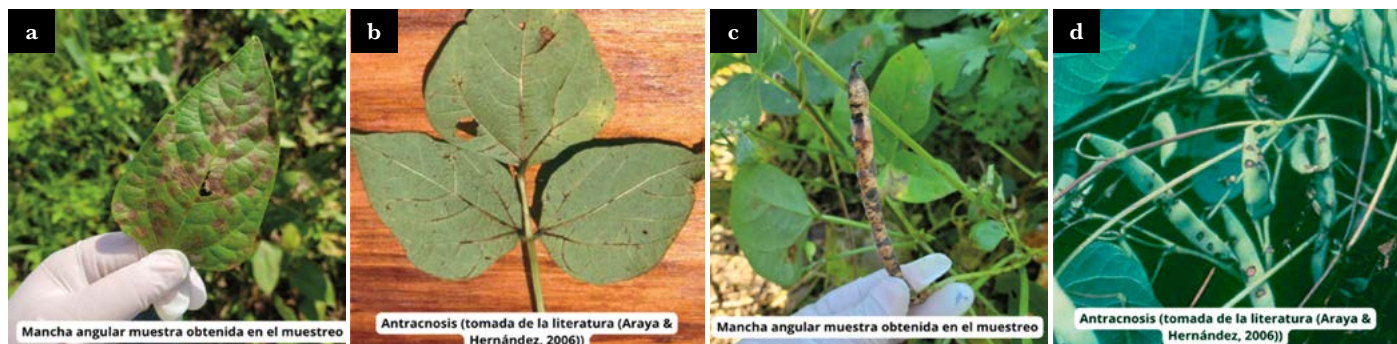 a
b
c
d
Mancha angular muestra obtenida en el muestreo
Antracnosis (tomada de la literatura (Araya &
Hernández, 2006))
Mancha angular muestra obtenida en el muestreo
Antracnosis (tomada de la literatura (Araya &
Hernández, 2006))